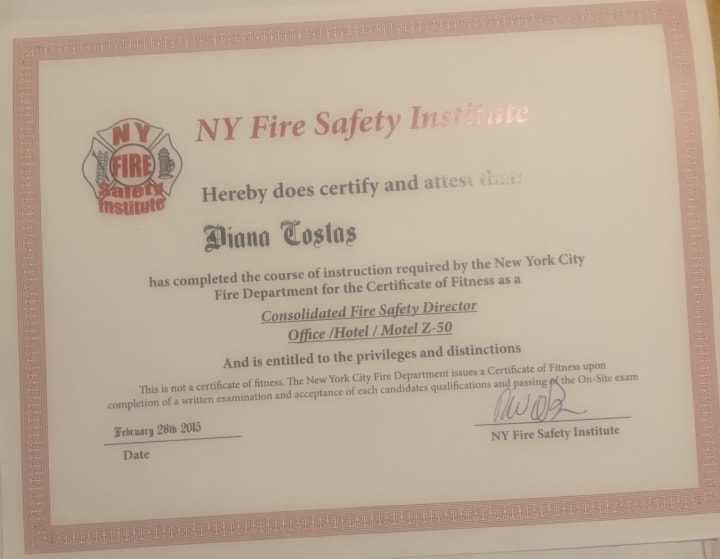 NY
FIRE
Safety
Institute
NY Fire Safety Institute
Hereby does certify and attest that:
Diana Tostas
has completed the course of instruction required by the New York City
Fire Department for the Certificate of Fitness as a
Consolidated Fire Safety Director
Office /Hotel / Motel Z-50
And is entitled to the privileges and distinctions
This is not a certificate of fitness. The New York City Fire Department issues a Certificate of Fitness upon
completion of a written examination and acceptance of each candidates qualifications and passing of the On-Site exam
February 28th 2015
Date
NY Fire Safety Institute